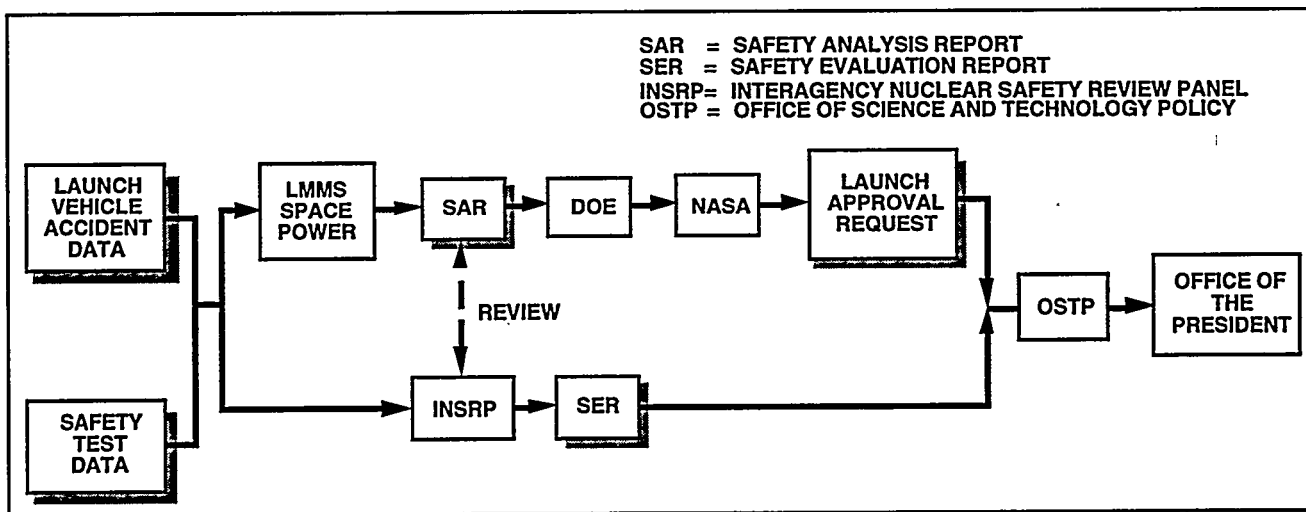 SAR = SAFETY ANALYSIS REPORT
SER = SAFETY EVALUATION REPORT
INSRP= INTERAGENCY NUCLEAR SAFETY REVIEW PANEL
OSTP = OFFICE OF SCIENCE AND TECHNOLOGY POLICY
LAUNCH
VEHICLE
ACCIDENT
DATA
LMMS
SPACE
POWER
SAR
DOE
NASA
LAUNCH
APPROVAL
REQUEST
REVIEW
OSTP
OFFICE OF
THE
PRESIDENT
SAFETY
TEST
DATA
INSRP
SER